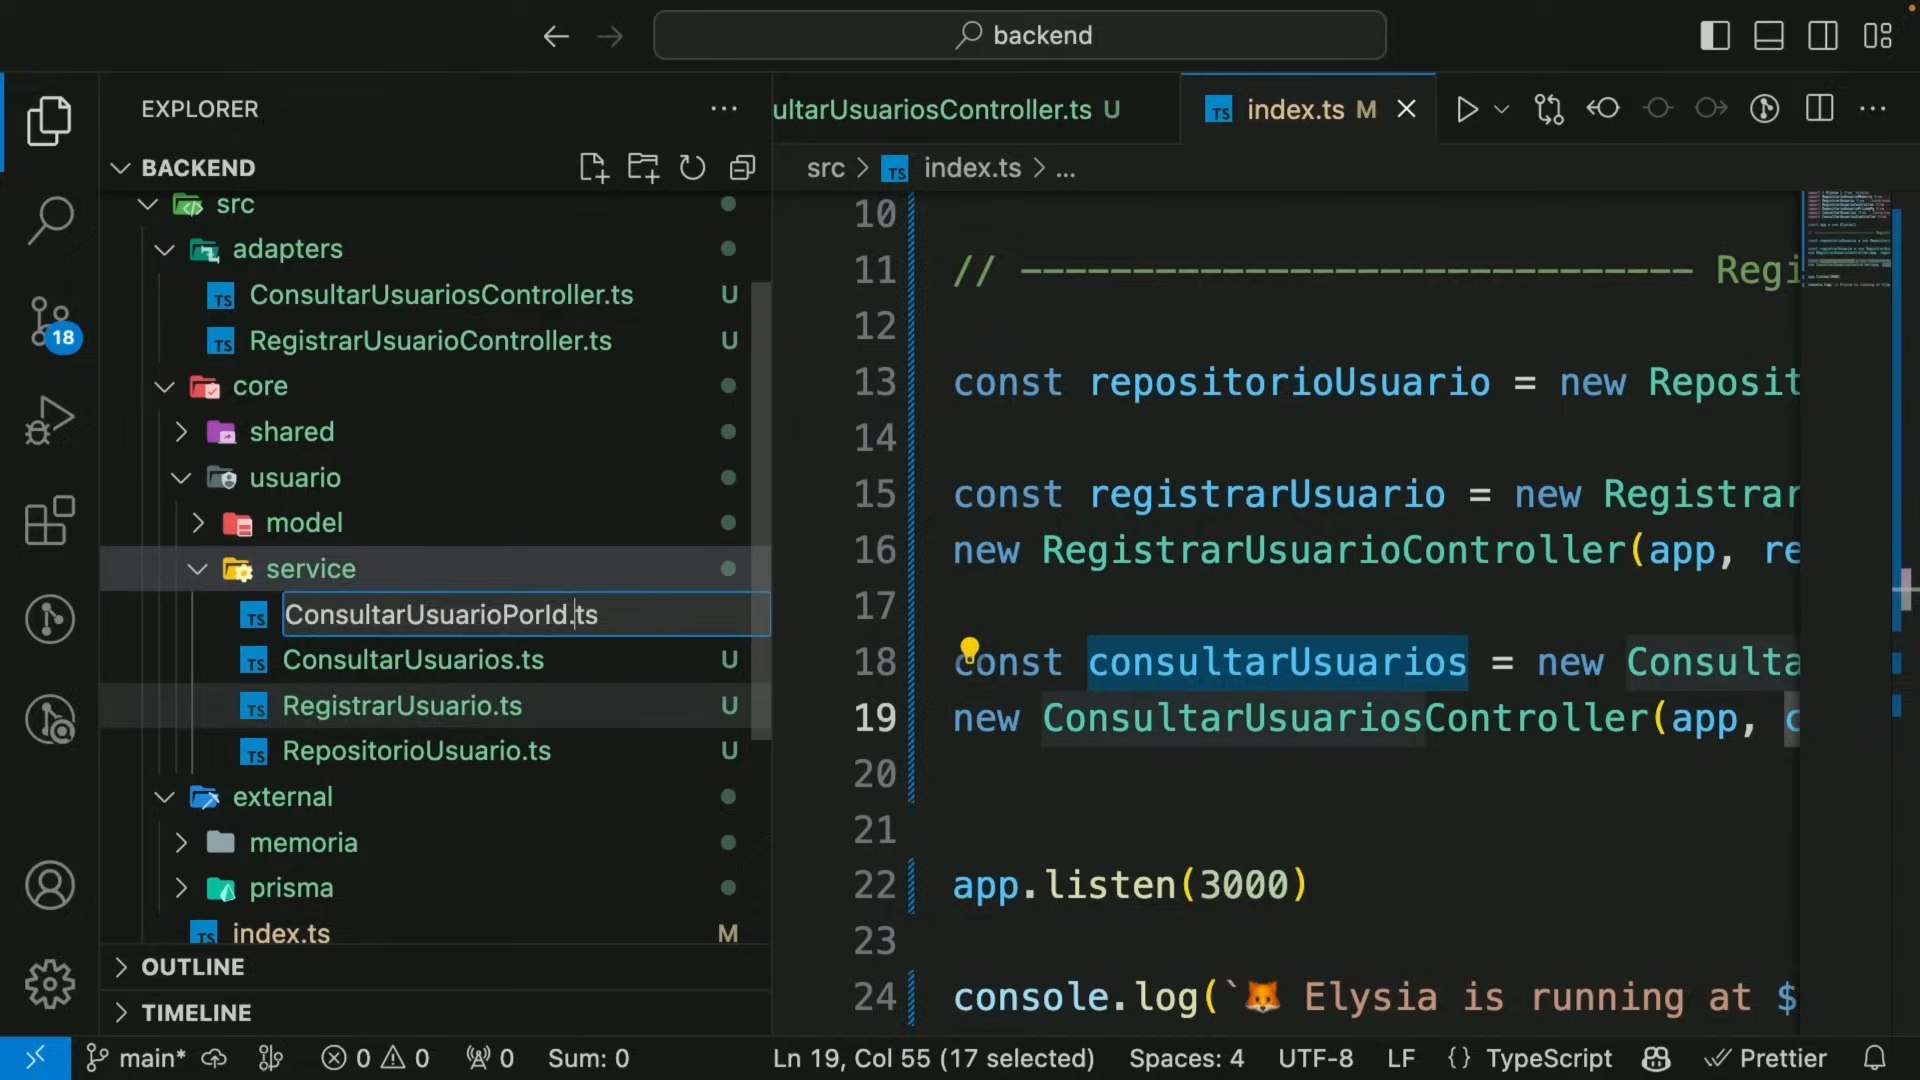 backend
EXPLORER
BACKEND
src
adapters
ConsultarUsuariosController.ts U
RegistrarUsuarioController.ts U
core
shared
usuario
model
service
ConsultarUsuarioPorId.ts
ConsultarUsuarios.ts U
RegistrarUsuario.ts U
RepositorioUsuario.ts U
external
memoria
prisma
index.ts M
OUTLINE
TIMELINE
18
ultarUsuariosController.ts U
index.ts M
src > index.ts > ...
10
11 // ------------------------------ Regi
12
13 const repositorioUsuario = new Reposit
14
15 const registrarUsuario = new Registrar
16 new RegistrarUsuarioController(app, re
17
18 const consultarUsuarios = new Consulta
19 new ConsultarUsuariosController(app, c
20
21
22 app.listen(3000)
23
24 console.log(`🦊 Elysia is running at $
main* 0 0 0 Sum: 0 Ln 19, Col 55 (17 selected) Spaces: 4 UTF-8 LF {} TypeScript Prettier